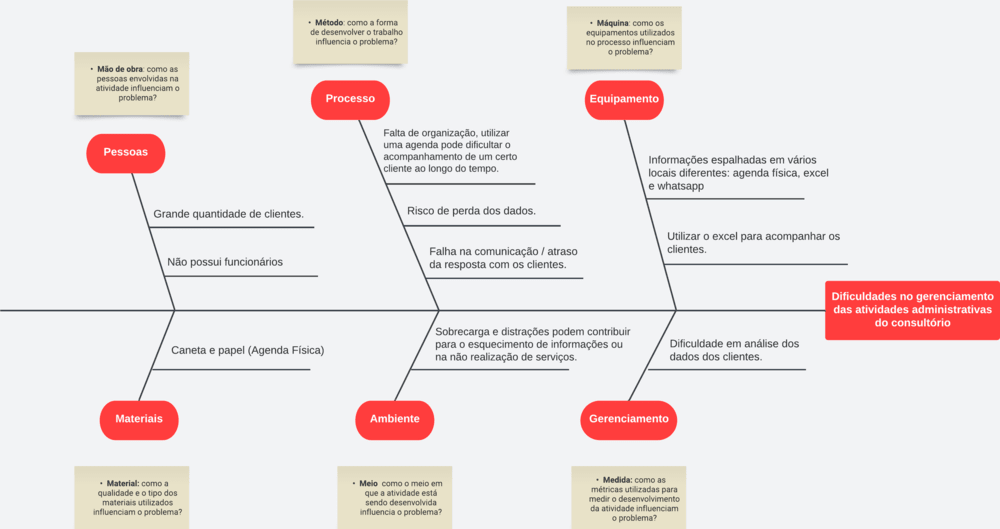 • Método: como a forma
de desenvolver o trabalho
influencia o problema?
• Máquina: como os
equipamentos utilizados
no processo influenciam
o problema?
• Mão de obra: como as
pessoas envolvidas na
atividade influenciam o
problema?
Processo
Equipamento
Pessoas
Falta de organização, utilizar
uma agenda pode dificultar o
acompanhamento de um certo
cliente ao longo do tempo.
Informações espalhadas em vários
locais diferentes: agenda física, excel
e whatsapp
Grande quantidade de clientes.
Risco de perda dos dados.
Utilizar o excel para acompanhar os
clientes.
Não possui funcionários
Falha na comunicação / atraso
da resposta com os clientes.
Dificuldades no gerenciamento
das atividades administrativas
do consultório
Caneta e papel (Agenda Física)
Sobrecarga e distrações podem contribuir
para o esquecimento de informações ou
na não realização de serviços.
Dificuldade em análise dos
dados dos clientes.
Materiais
Ambiente
Gerenciamento
• Material: como a
qualidade e o tipo dos
materiais utilizados
influenciam o problema?
• Meio como o meio em
que a atividade está
sendo desenvolvida
influencia o problema?
• Medida: como as
métricas utilizadas para
medir o desenvolvimento
da atividade influenciam
o problema?